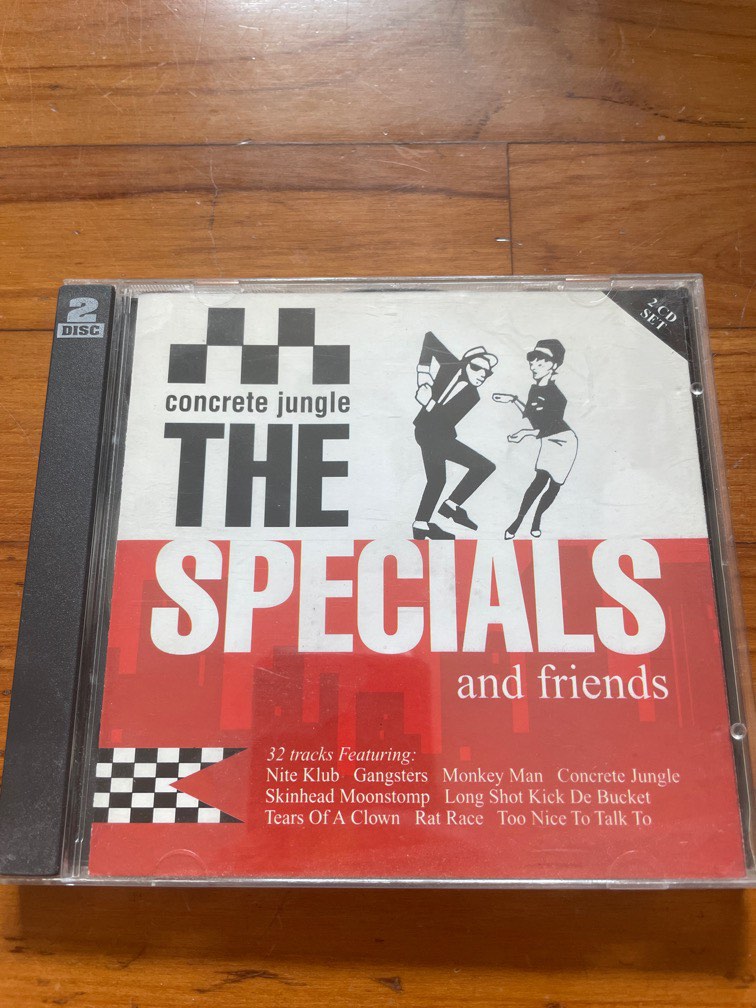 2
DISC
2 CD
SET
concrete jungle
THE
SPECIALS
and friends
32 tracks Featuring:
Nite Klub Gangsters Monkey Man Concrete Jungle
Skinhead Moonstomp Long Shot Kick De Bucket
Tears Of A Clown Rat Race Too Nice To Talk To